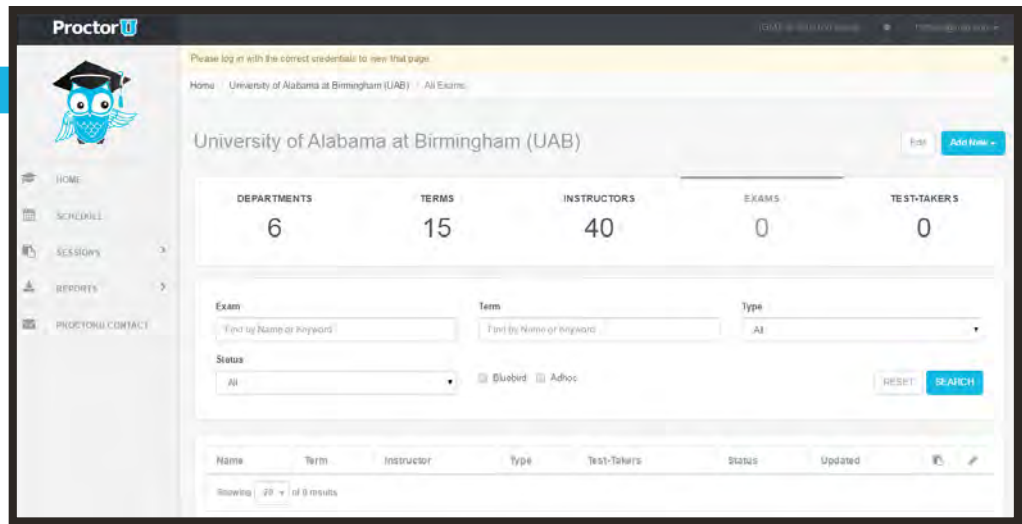 ProctorU
Please log in with the correct credentials to view that page.
Home / University of Alabama at Birmingham (UAB) / All Exams
University of Alabama at Birmingham (UAB)
Edit
Add New
HOME
SCHEDULE
SESSIONS
REPORTS
PROCTORU CONTACT
DEPARTMENTS TERMS INSTRUCTORS EXAMS TEST-TAKERS
6 15 40 0 0
Exam Term Type
Find by Name or Keyword Find by Name or Keyword All
Status
All Bluebird Adhoc RESET SEARCH
Name Term Instructor Type Test-Takers Status Updated
Showing 20 of 0 results